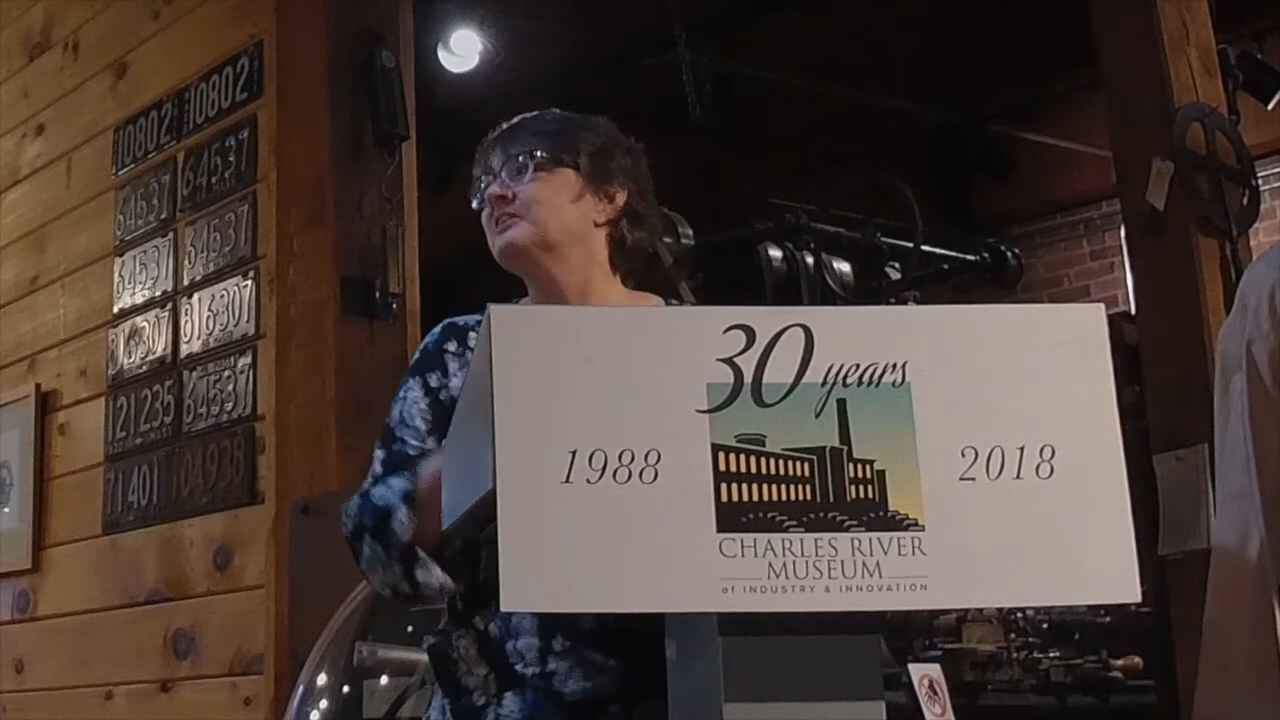 10802 10802
64537 64537
64537 64537
816307 816307
121235 64537
71401 104938
30 years
1988
2018
CHARLES RIVER
MUSEUM
of INDUSTRY & INNOVATION